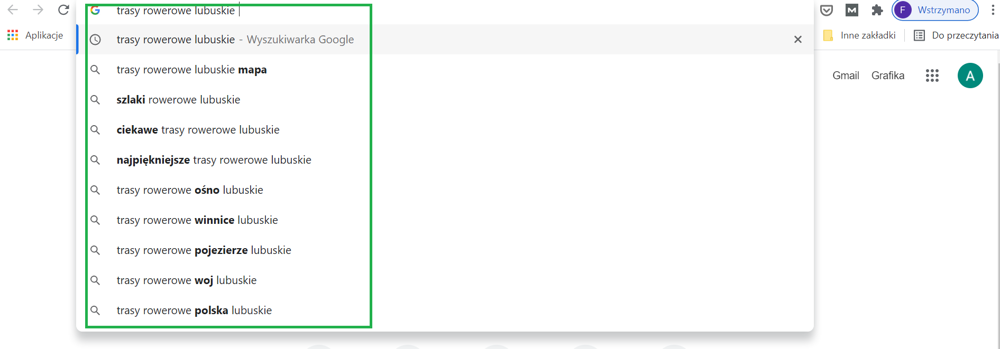 trasy rowerowe lubuskie
F Wstrzymano
Aplikacje
trasy rowerowe lubuskie - Wyszukiwarka Google
Inne zakładki
Do przeczytania
trasy rowerowe lubuskie mapa
Gmail Grafika A
szlaki rowerowe lubuskie
ciekawe trasy rowerowe lubuskie
najpiękniejsze trasy rowerowe lubuskie
trasy rowerowe ośno lubuskie
trasy rowerowe winnice lubuskie
trasy rowerowe pojezierze lubuskie
trasy rowerowe woj lubuskie
trasy rowerowe polska lubuskie